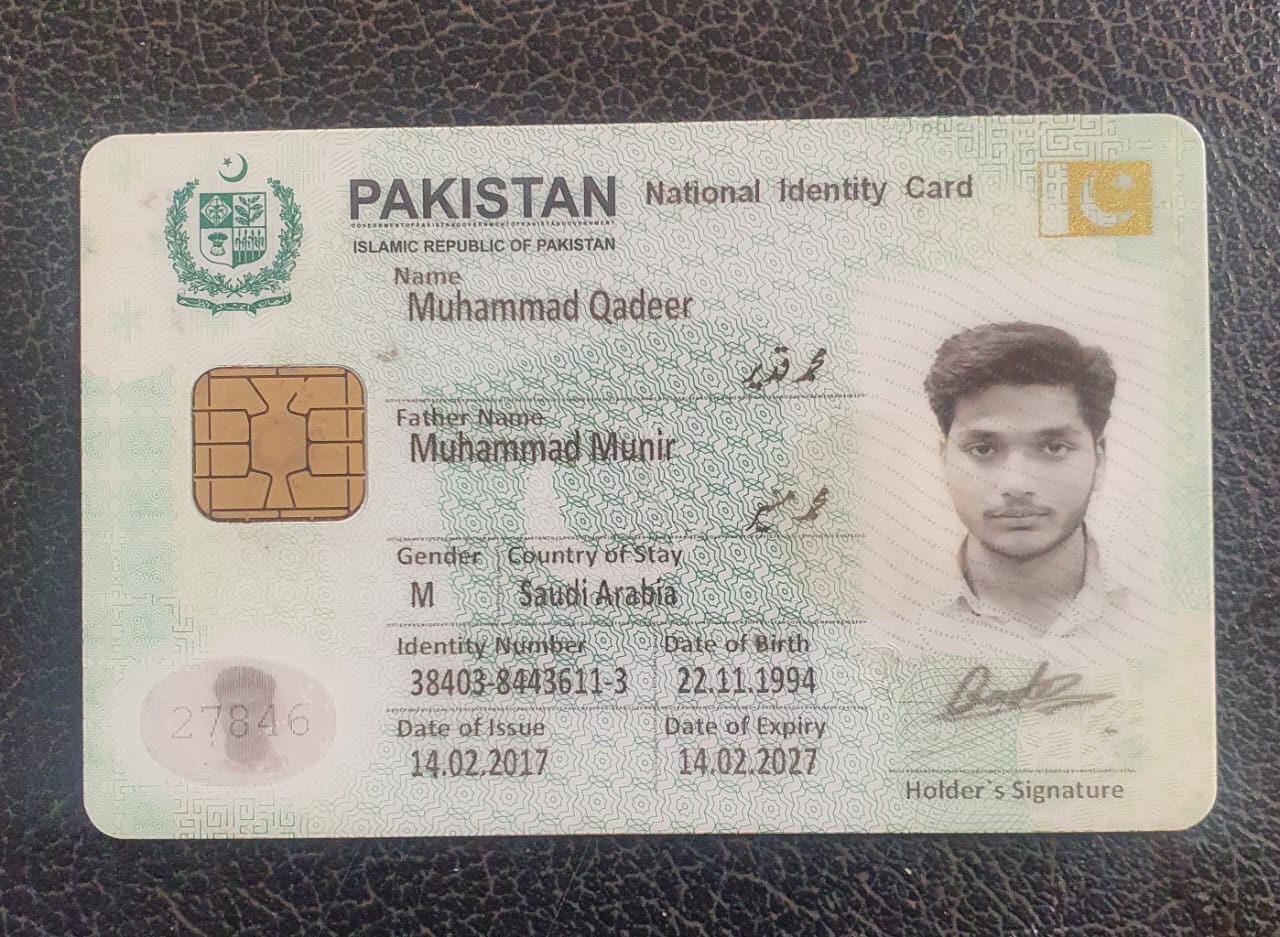 PAKISTAN National Identity Card
ISLAMIC REPUBLIC OF PAKISTAN
Name
Muhammad Qadeer
محمد قدیر
Father Name
Muhammad Munir
محمد منیر
Gender Country of Stay
M Saudi Arabia
Identity Number Date of Birth
38403-8443611-3 22.11.1994
Date of Issue Date of Expiry
14.02.2017 14.02.2027
27846
Holder`s Signature